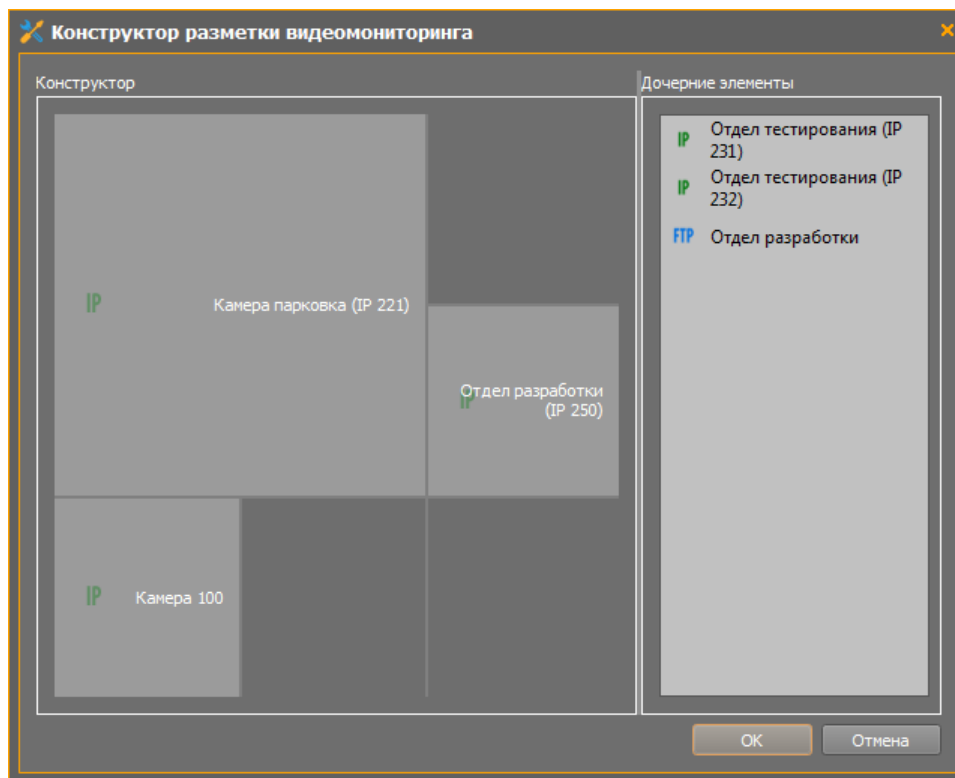 Конструктор разметки видеомониторинга
Конструктор
Дочерние элементы
IP
Камера парковка (IP 221)
IP
Отдел разработки
(IP 250)
IP
Камера 100
IP
Отдел тестирования (IP
231)
IP
Отдел тестирования (IP
232)
FTP
Отдел разработки
OK
Отмена